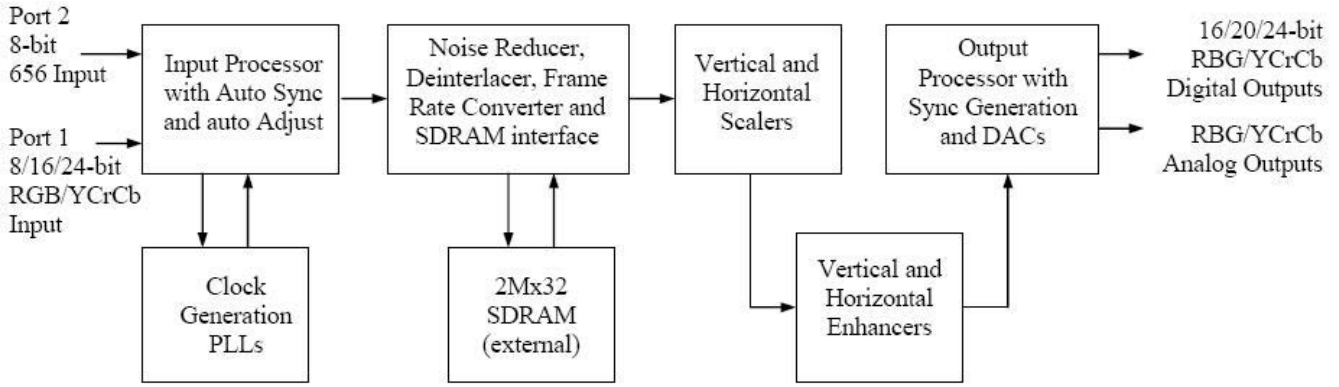 Port 2
8-bit
656 Input
Port 1
8/16/24-bit
RGB/YCrCb
Input
Input Processor
with Auto Sync
and auto Adjust
Clock
Generation
PLLs
Noise Reducer,
Deinterlacer, Frame
Rate Converter and
SDRAM interface
2Mx32
SDRAM
(external)
Vertical and
Horizontal
Scalers
Vertical and
Horizontal
Enhancers
Output
Processor with
Sync Generation
and DACs
16/20/24-bit
RBG/YCrCb
Digital Outputs
RBG/YCrCb
Analog Outputs